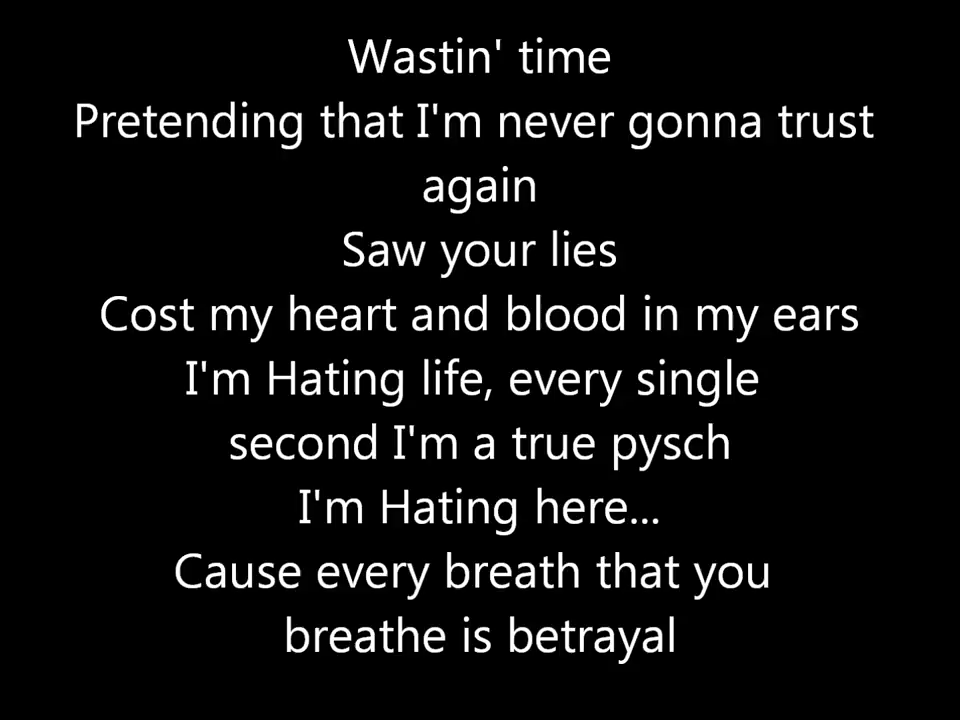 Wastin' time
Pretending that I'm never gonna trust
again
Saw your lies
Cost my heart and blood in my ears
I'm Hating life, every single
second I'm a true pysch
I'm Hating here...
Cause every breath that you
breathe is betrayal